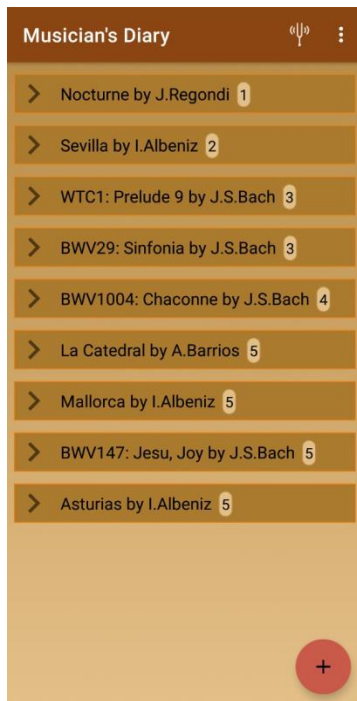 Musician's Diary
Nocturne by J.Regondi 1
Sevilla by I.Albeniz 2
WTC1: Prelude 9 by J.S.Bach 3
BWV29: Sinfonia by J.S.Bach 3
BWV1004: Chaconne by J.S.Bach 4
La Catedral by A.Barrios 5
Mallorca by I.Albeniz 5
BWV147: Jesu, Joy by J.S.Bach 5
Asturias by I.Albeniz 5
+